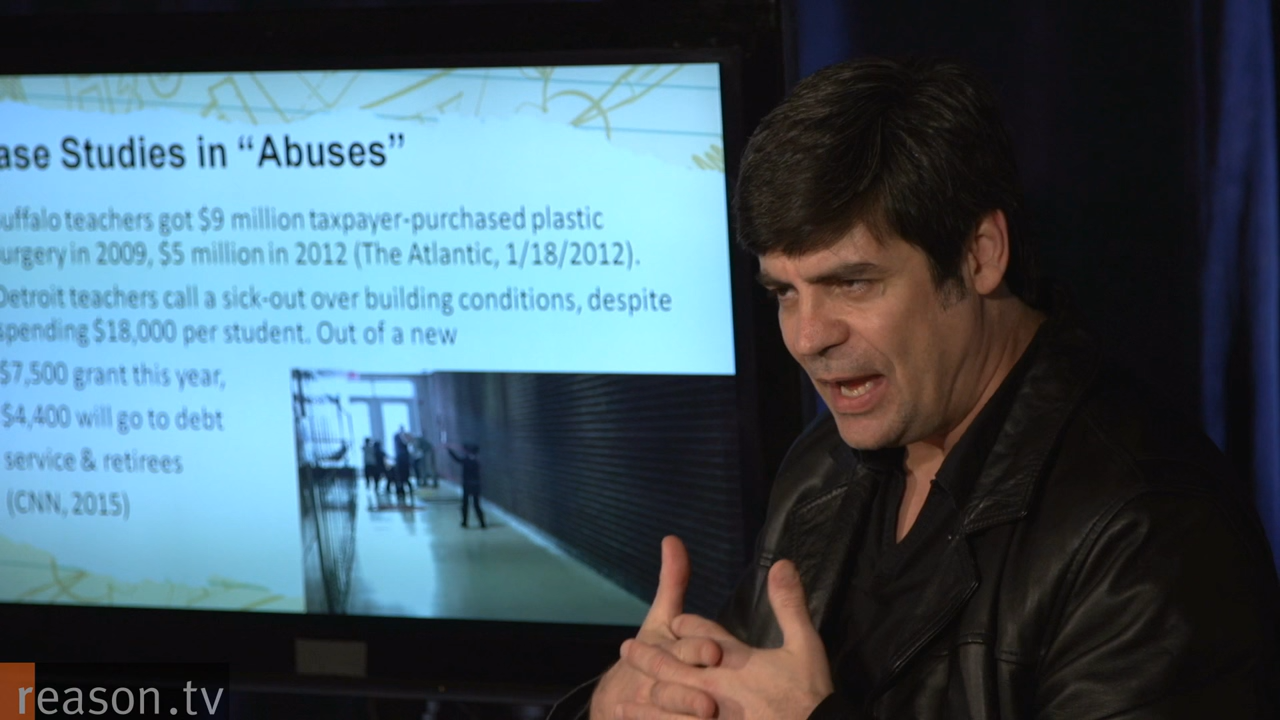 ase Studies in “Abuses”
uffalo teachers got $9 million taxpayer-purchased plastic
urgery in 2009, $5 million in 2012 (The Atlantic, 1/18/2012).
Detroit teachers call a sick-out over building conditions, despite
spending $18,000 per student. Out of a new
$7,500 grant this year,
$4,400 will go to debt
service & retirees
(CNN, 2015)
reason.tv